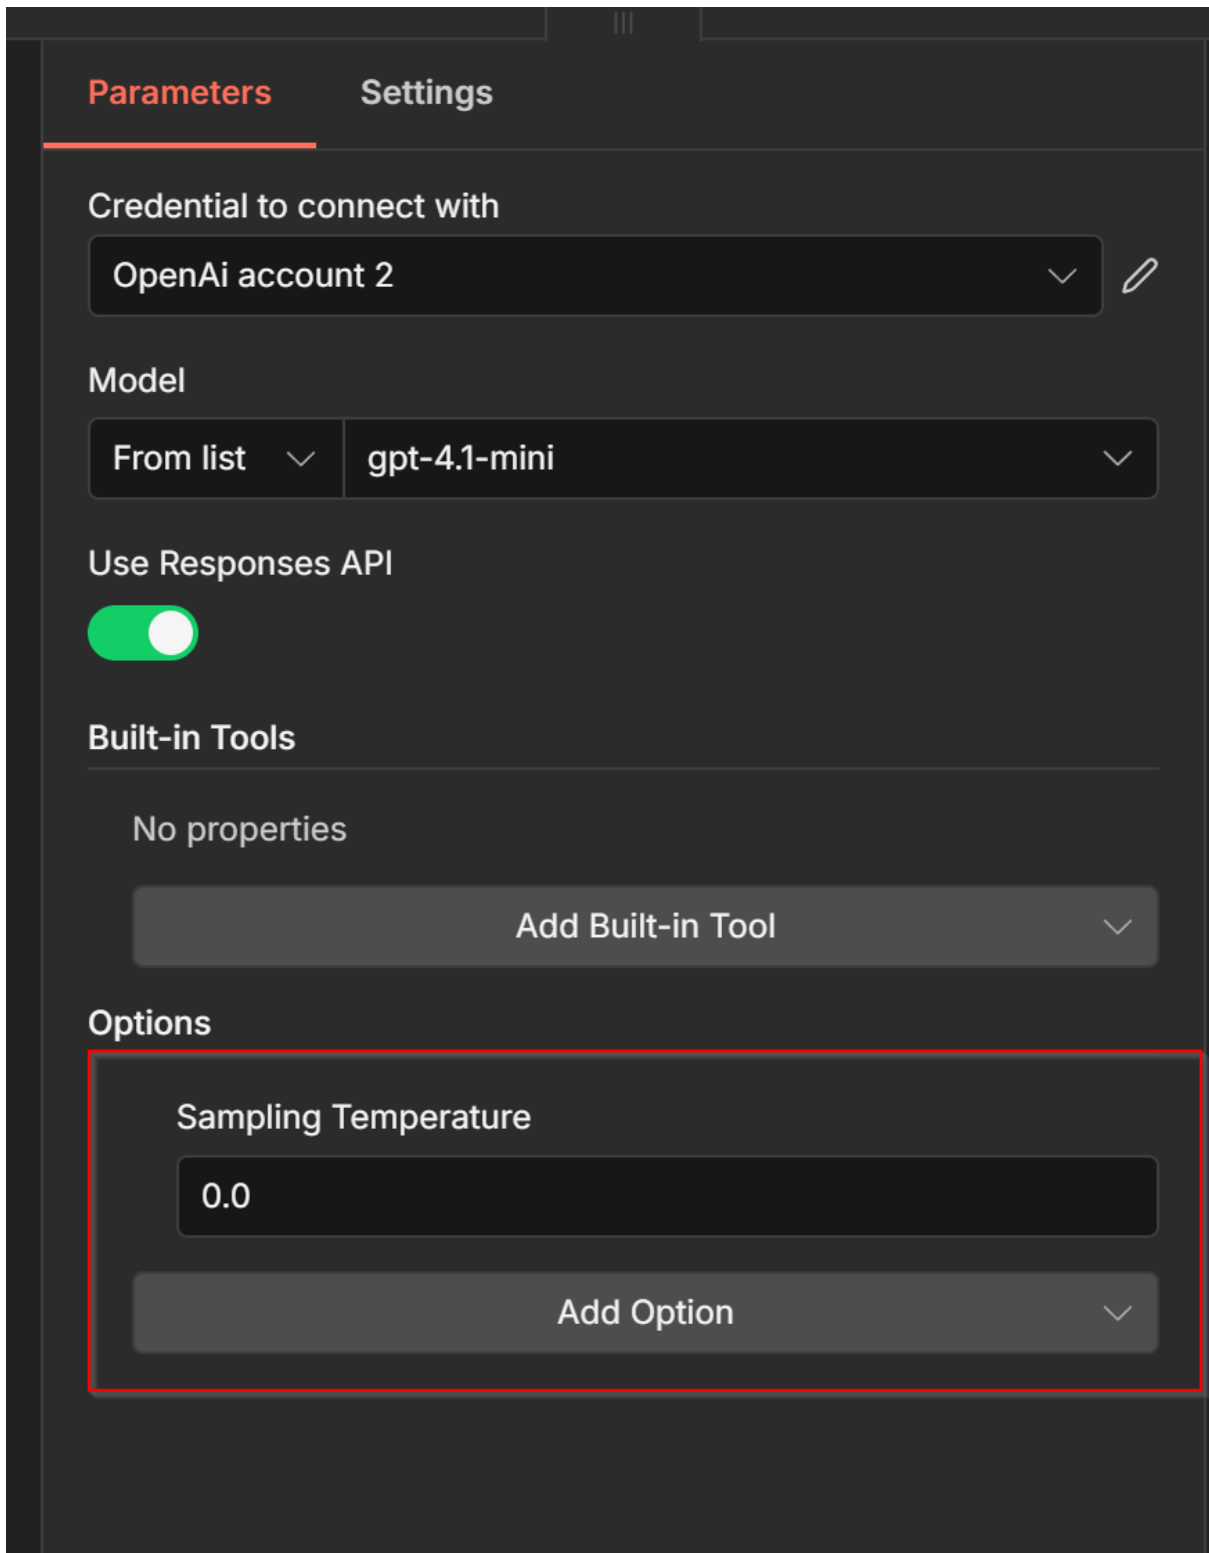 Parameters Settings
Credential to connect with
OpenAi account 2
Model
From list gpt-4.1-mini
Use Responses API
Built-in Tools
No properties
Add Built-in Tool
Options
Sampling Temperature
0.0
Add Option